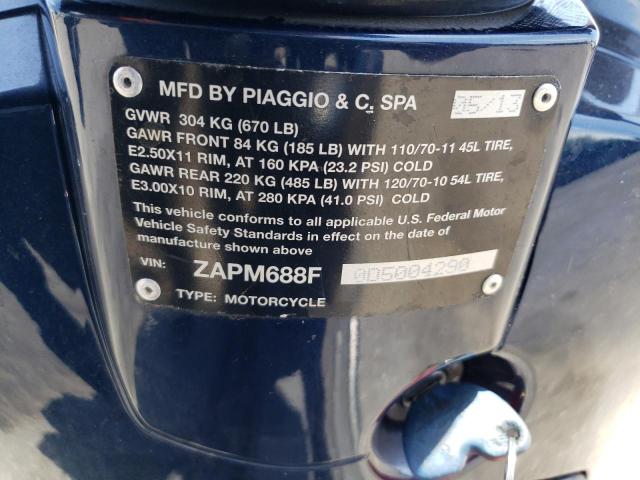 MFD BY PIAGGIO & C. SPA 05/13
GVWR 304 KG (670 LB)
GAWR FRONT 84 KG (185 LB) WITH 110/70-11 45L TIRE,
E2.50X11 RIM, AT 160 KPA (23.2 PSI) COLD
GAWR REAR 220 KG (485 LB) WITH 120/70-10 54L TIRE,
E3.00X10 RIM, AT 280 KPA (41.0 PSI) COLD
This vehicle conforms to all applicable U.S. Federal Motor
Vehicle Safety Standards in effect on the date of
manufacture shown above
VIN: ZAPM688F 0D5004290
TYPE: MOTORCYCLE